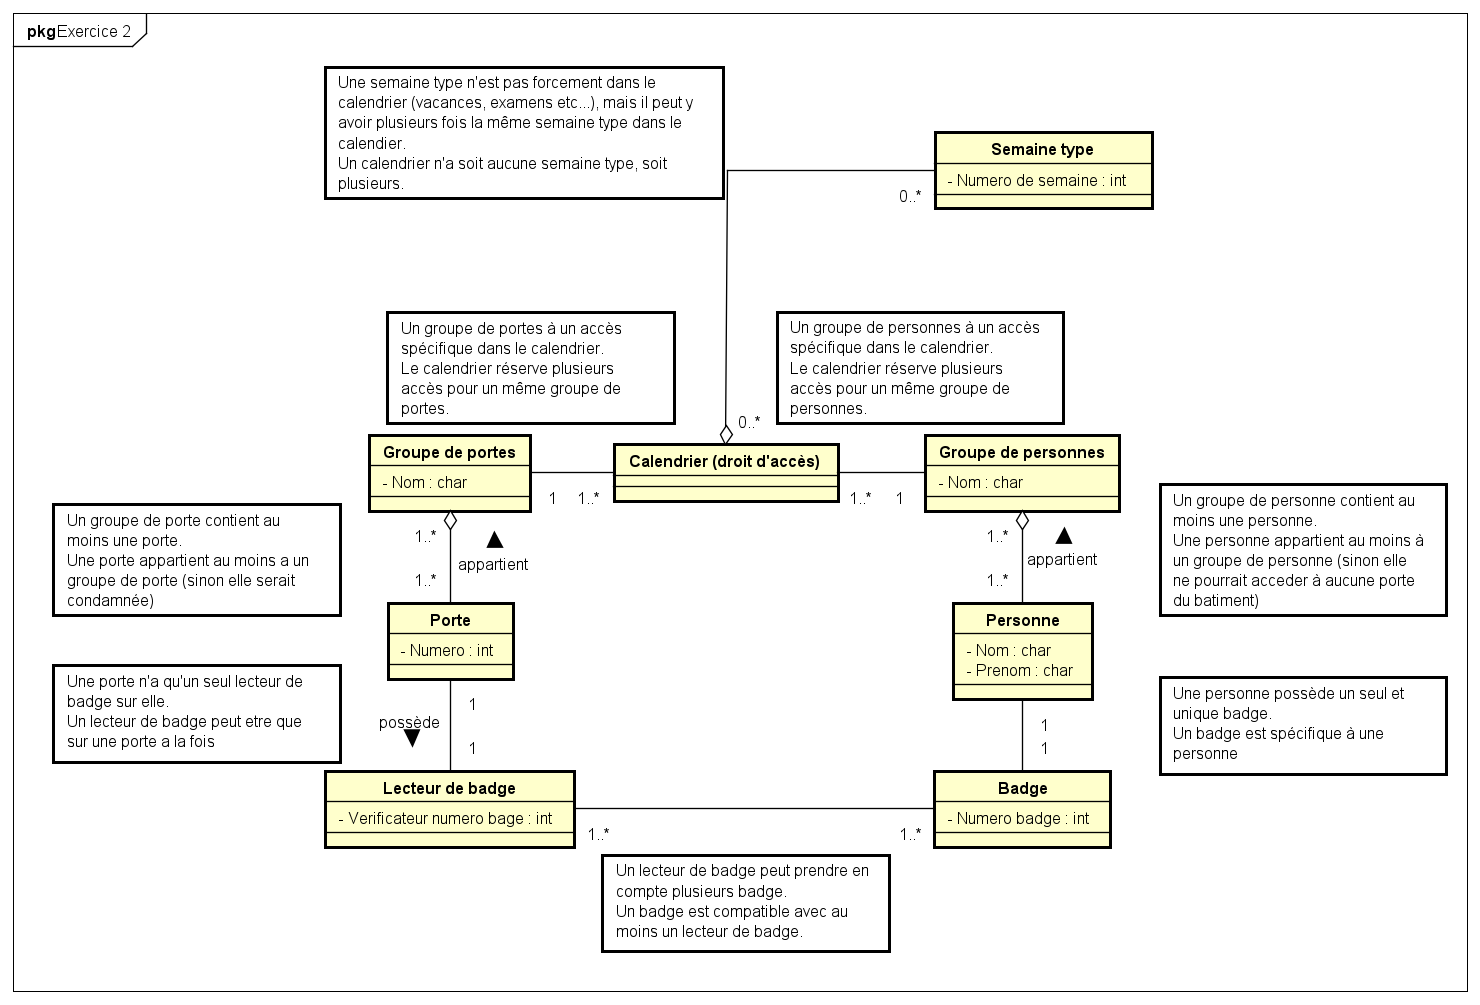 pkgExercice 2
Une semaine type n'est pas forcement dans le
calendrier (vacances, examens etc...), mais il peut y
avoir plusieurs fois la même semaine type dans le
calendier.
Un calendrier n'a soit aucune semaine type, soit
plusieurs.
Semaine type
- Numero de semaine : int
0..*
Un groupe de portes à un accès
spécifique dans le calendrier.
Le calendrier réserve plusieurs
accès pour un même groupe de
portes.
Un groupe de personnes à un accès
spécifique dans le calendrier.
Le calendrier réserve plusieurs
accès pour un même groupe de
personnes.
0..*
Groupe de portes
- Nom : char
Calendrier (droit d'accès)
Groupe de personnes
- Nom : char
1
1..*
1..*
1
Un groupe de porte contient au
moins une porte.
Une porte appartient au moins a un
groupe de porte (sinon elle serait
condamnée)
1..*
appartient
1..*
1..*
appartient
1..*
Un groupe de personne contient au
moins une personne.
Une personne appartient au moins à
un groupe de personne (sinon elle
ne pourrait acceder à aucune porte
du batiment)
Porte
- Numero : int
Personne
- Nom : char
- Prenom : char
Une porte n'a qu'un seul lecteur de
badge sur elle.
Un lecteur de badge peut etre que
sur une porte a la fois
1
possède
1
1
1
Une personne possède un seul et
unique badge.
Un badge est spécifique à une
personne
Lecteur de badge
- Verificateur numero bage : int
Badge
- Numero badge : int
1..*
1..*
Un lecteur de badge peut prendre en
compte plusieurs badge.
Un badge est compatible avec au
moins un lecteur de badge.